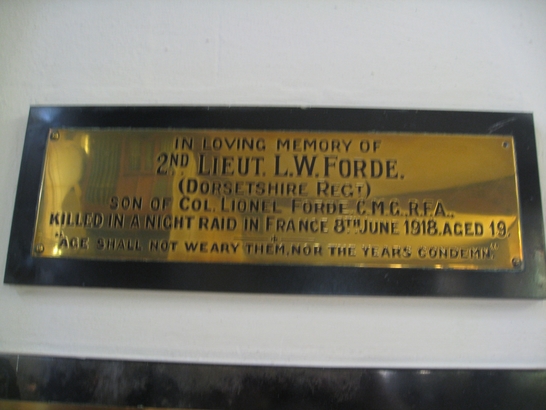 IN LOVING MEMORY OF
2ND LIEUT. L.W. FORDE.
(DORSETSHIRE REGT)
SON OF COL. LIONEL FORDE C.M.G., R.F.A.,
KILLED IN A NIGHT RAID IN FRANCE 8TH JUNE 1918. AGED 19.
"AGE SHALL NOT WEARY THEM, NOR THE YEARS CONDEMN."